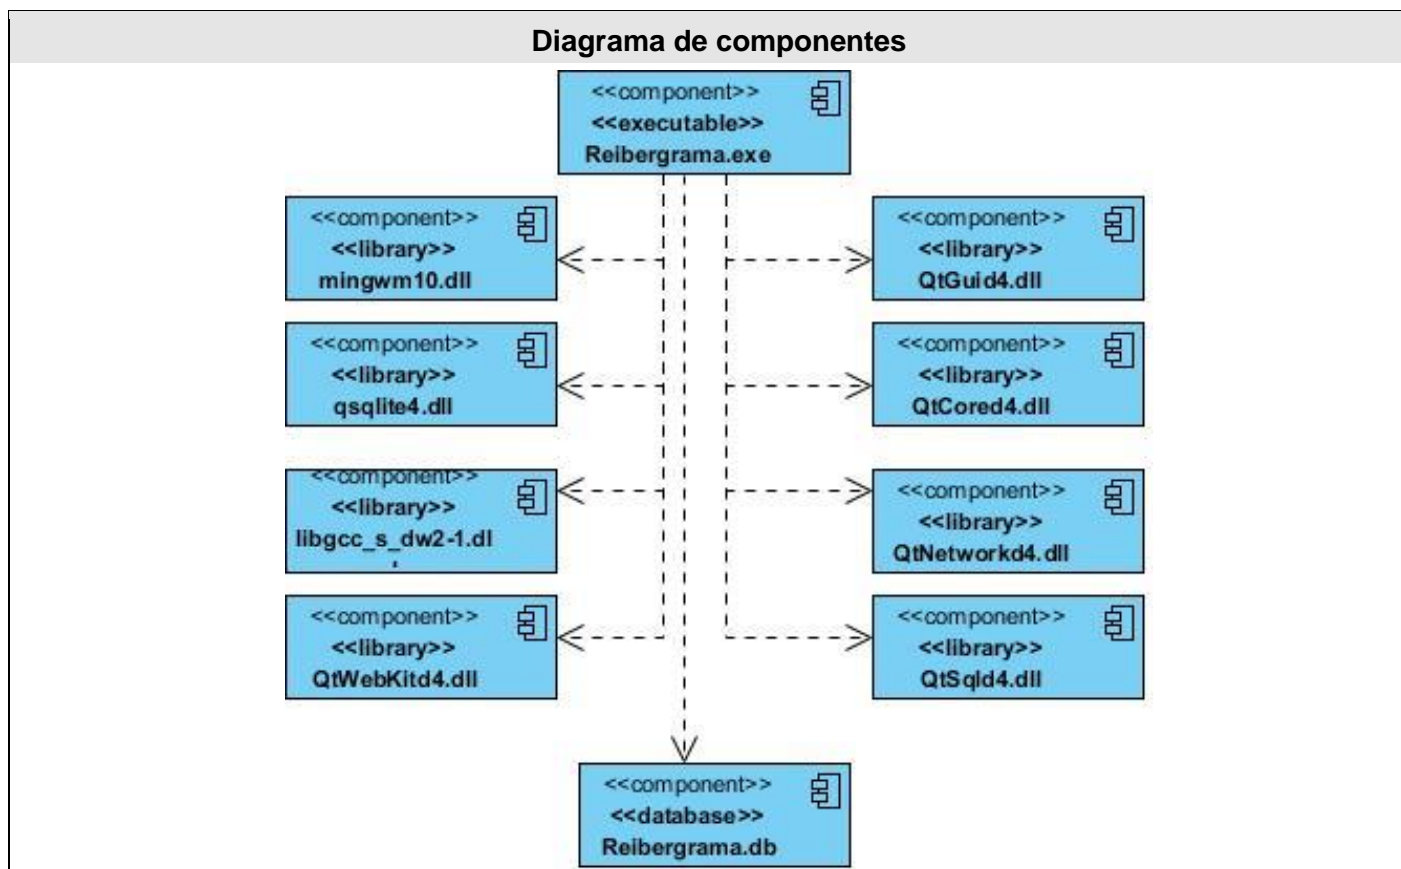 Diagrama de componentes
<<component>>
<<executable>>
Reibergrama.exe
<<component>>
<<library>>
mingwm10.dll
<<component>>
<<library>>
QtGuid4.dll
<<component>>
<<library>>
qsqlite4.dll
<<component>>
<<library>>
QtCored4.dll
<<component>>
<<library>>
libgcc_s_dw2-1.dl
<<component>>
<<library>>
QtNetworkd4.dll
<<component>>
<<library>>
QtWebKitd4.dll
<<component>>
<<library>>
QtSqld4.dll
<<component>>
<<database>>
Reibergrama.db